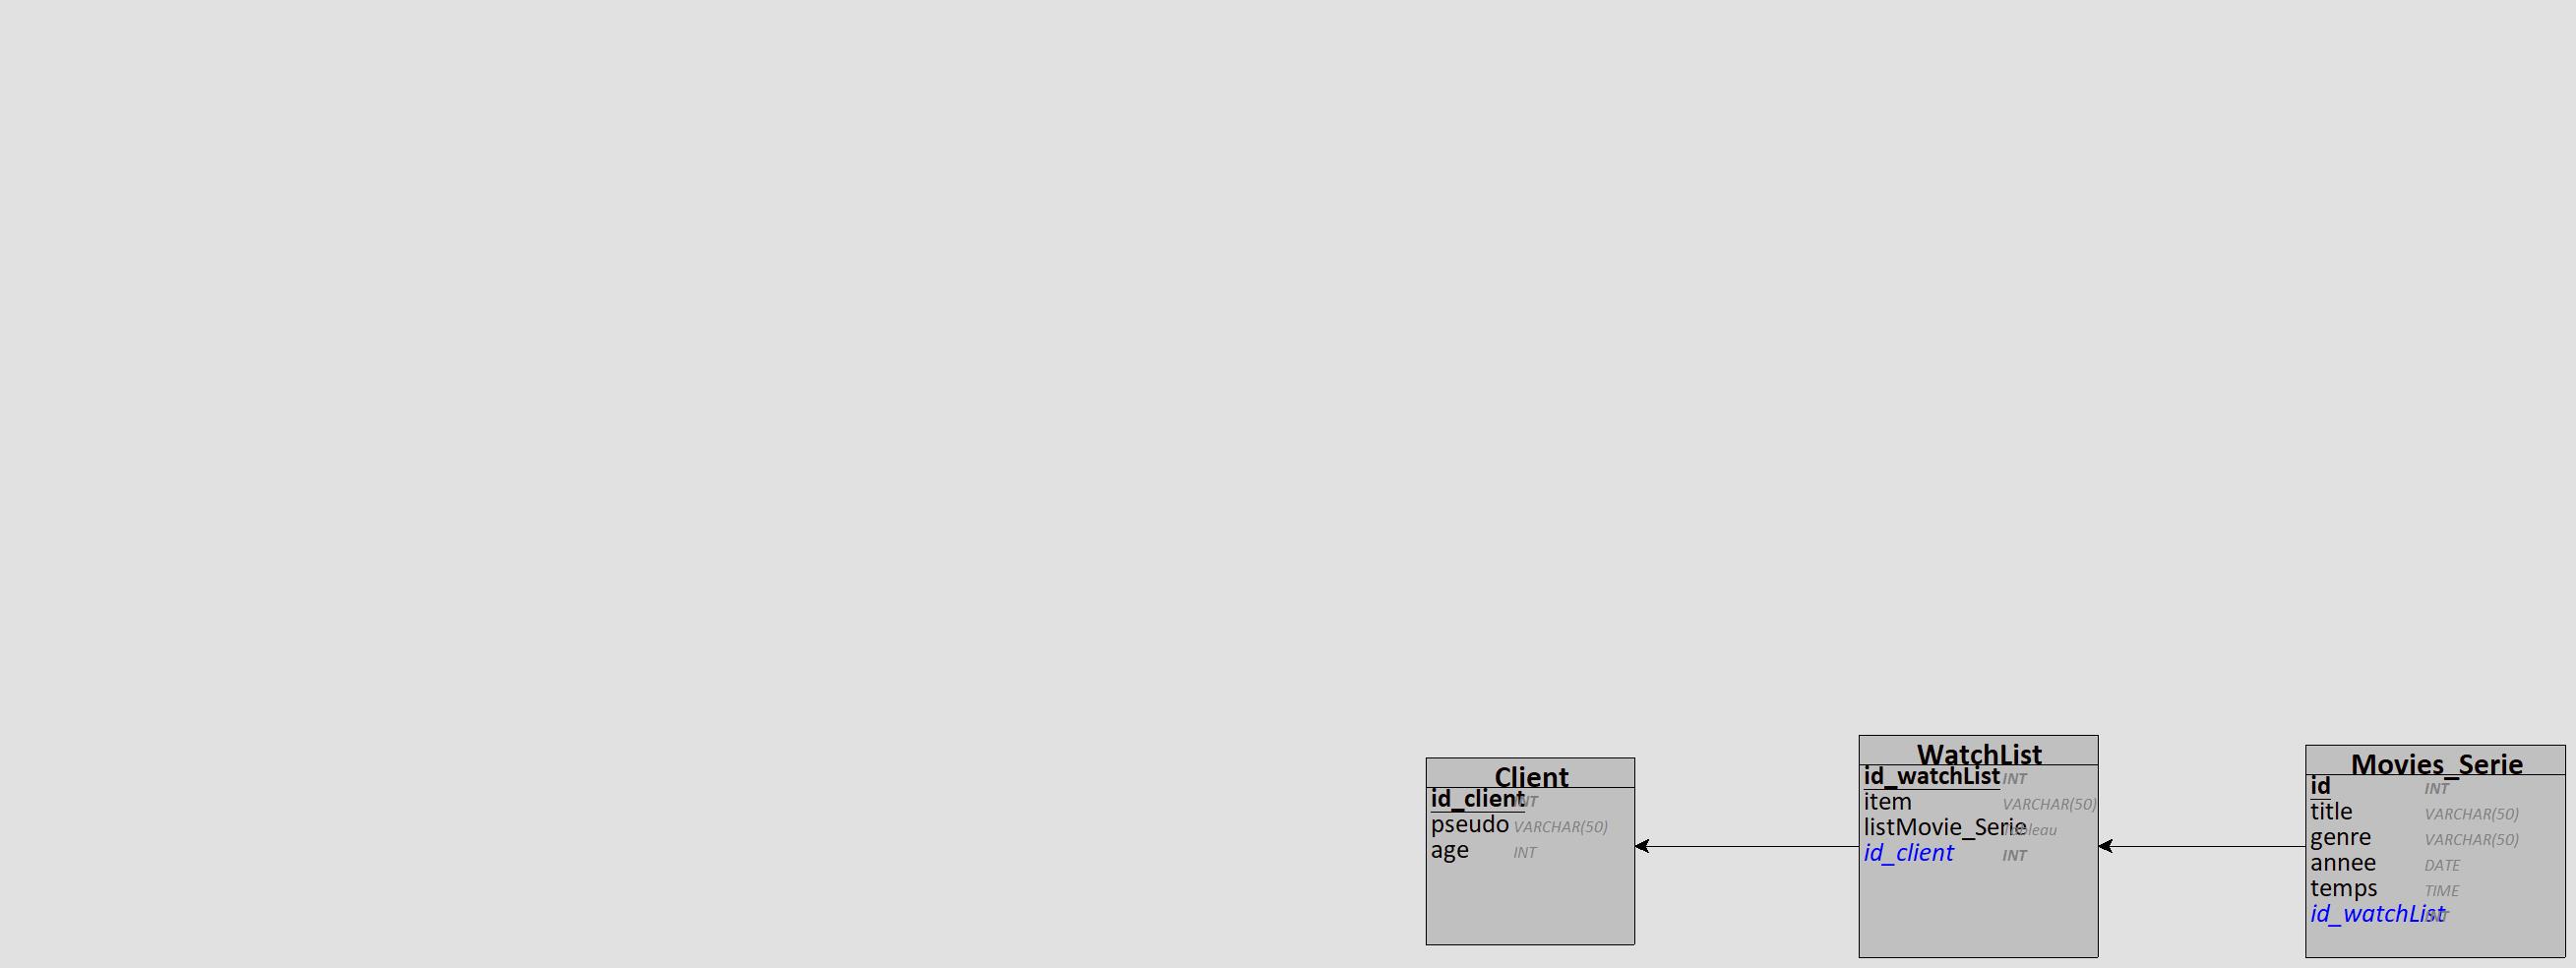 Client
id_client INT
pseudo VARCHAR(50)
age INT
WatchList
id_watchList INT
item VARCHAR(50)
listMovie_Serie Tableau
id_client INT
Movies_Serie
id INT
title VARCHAR(50)
genre VARCHAR(50)
annee DATE
temps TIME
id_watchList INT